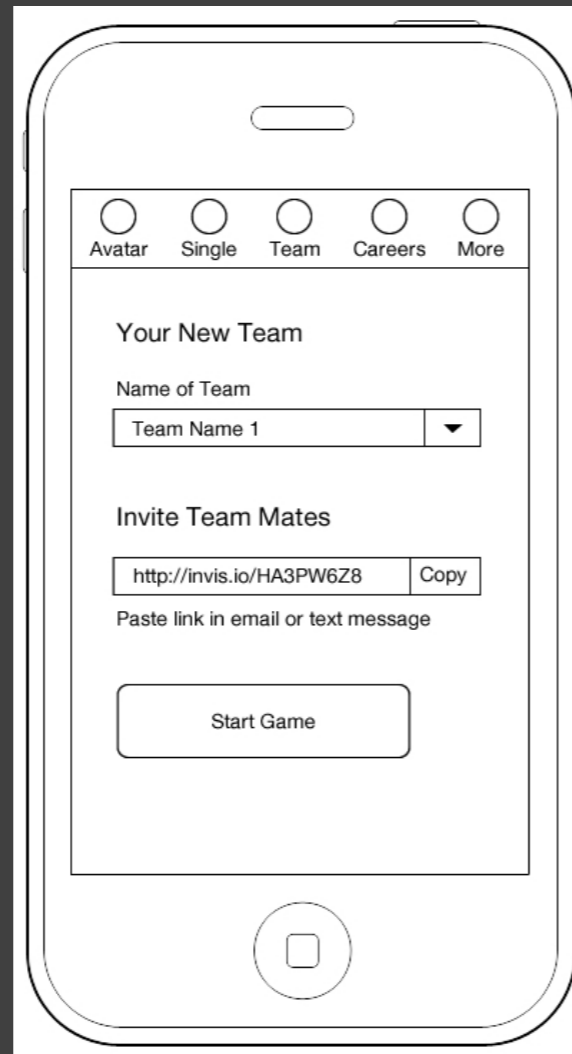 Avatar Single Team Careers More
Your New Team
Name of Team
Team Name 1
Invite Team Mates
http://invis.io/HA3PW6Z8 Copy
Paste link in email or text message
Start Game